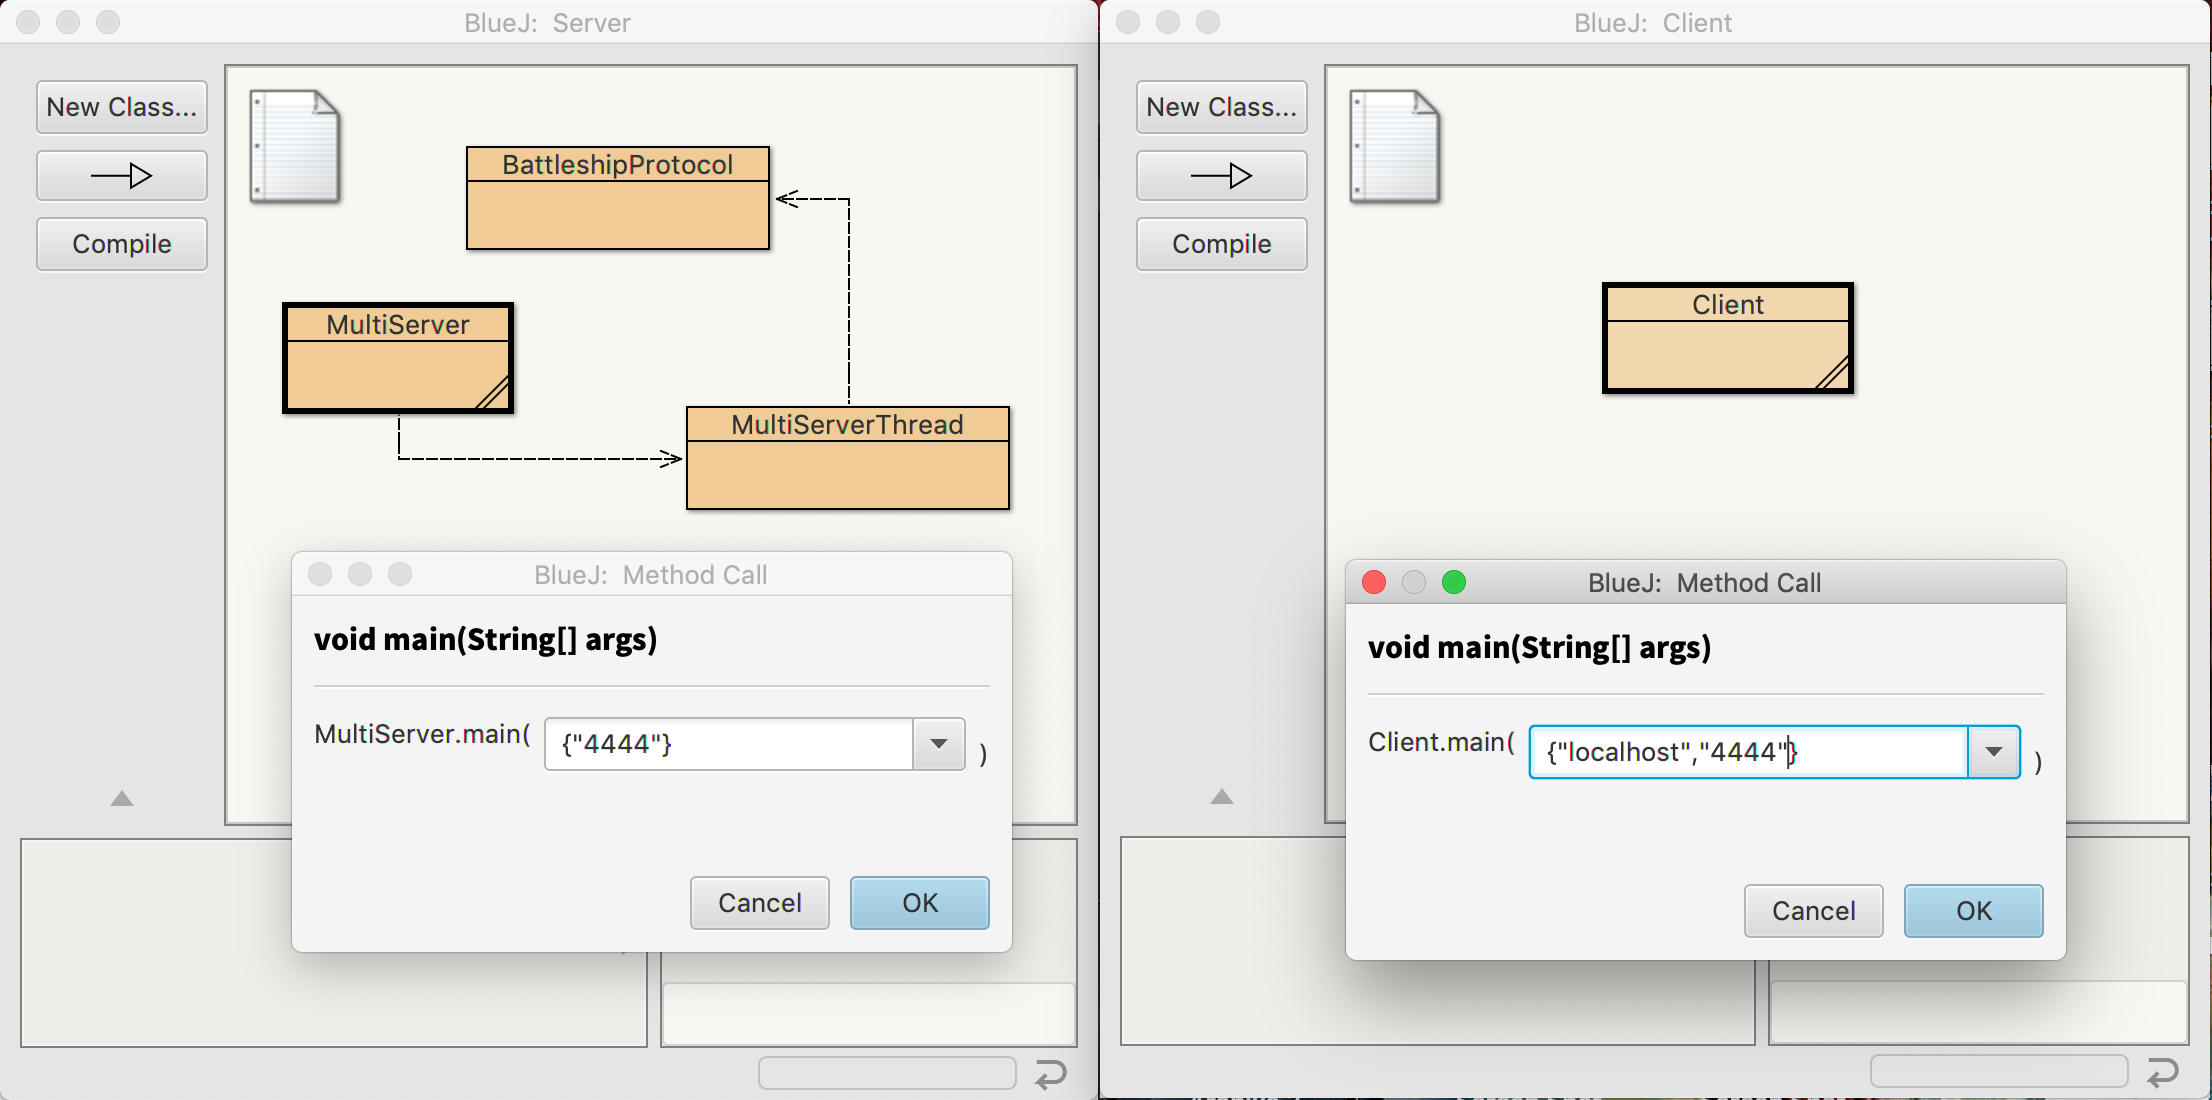 BlueJ: Server
New Class...
Compile
BattleshipProtocol
MultiServer
MultiServerThread
BlueJ: Method Call
void main(String[] args)
MultiServer.main( {"4444"} )
Cancel OK
BlueJ: Client
New Class...
Compile
Client
BlueJ: Method Call
void main(String[] args)
Client.main( {"localhost","4444"} )
Cancel OK